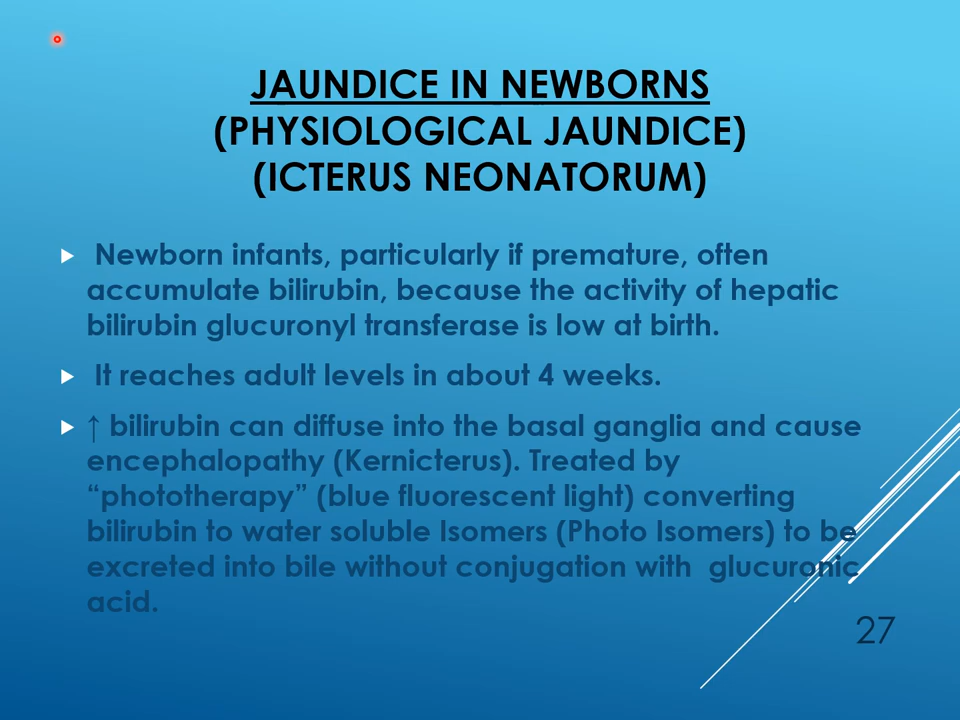 JAUNDICE IN NEWBORNS
(PHYSIOLOGICAL JAUNDICE)
(ICTERUS NEONATORUM)
Newborn infants, particularly if premature, often
accumulate bilirubin, because the activity of hepatic
bilirubin glucuronyl transferase is low at birth.
It reaches adult levels in about 4 weeks.
↑ bilirubin can diffuse into the basal ganglia and cause
encephalopathy (Kernicterus). Treated by
“phototherapy” (blue fluorescent light) converting
bilirubin to water soluble Isomers (Photo Isomers) to be
excreted into bile without conjugation with glucuronic
acid.
27